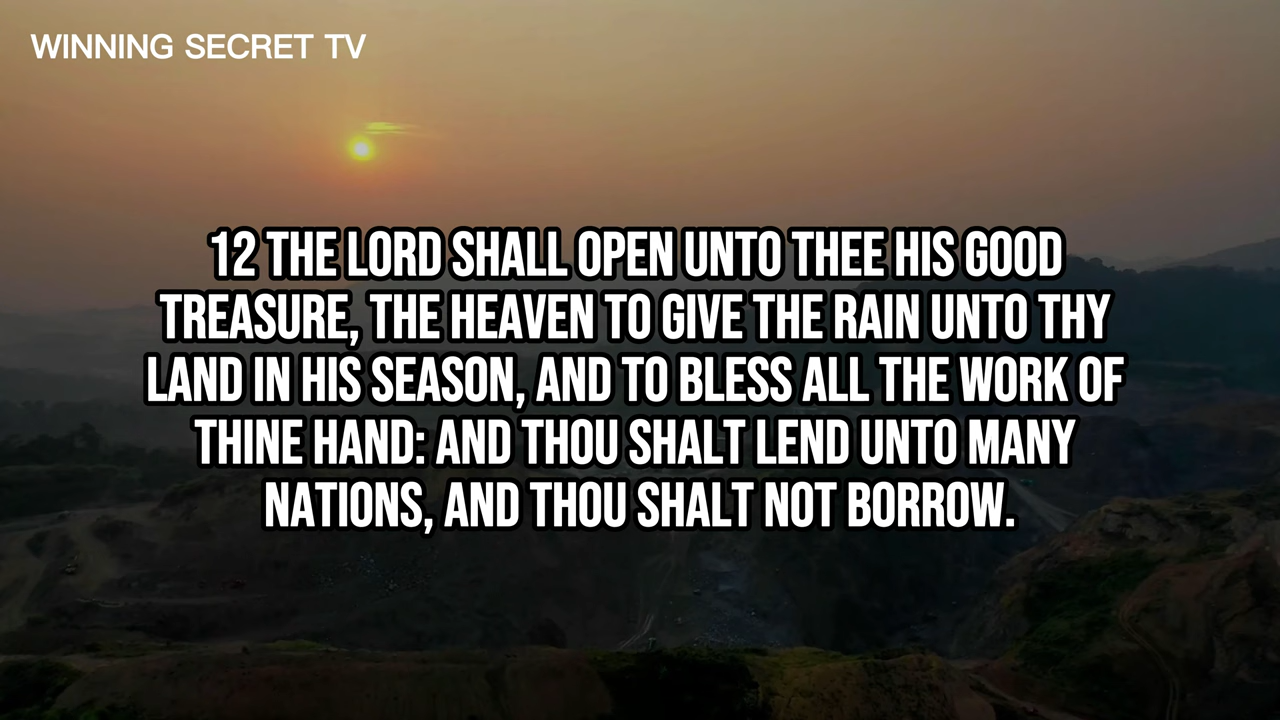 WINNING SECRET TV
12 THE LORD SHALL OPEN UNTO THEE HIS GOOD
TREASURE, THE HEAVEN TO GIVE THE RAIN UNTO THY
LAND IN HIS SEASON, AND TO BLESS ALL THE WORK OF
THINE HAND: AND THOU SHALT LEND UNTO MANY
NATIONS, AND THOU SHALT NOT BORROW.